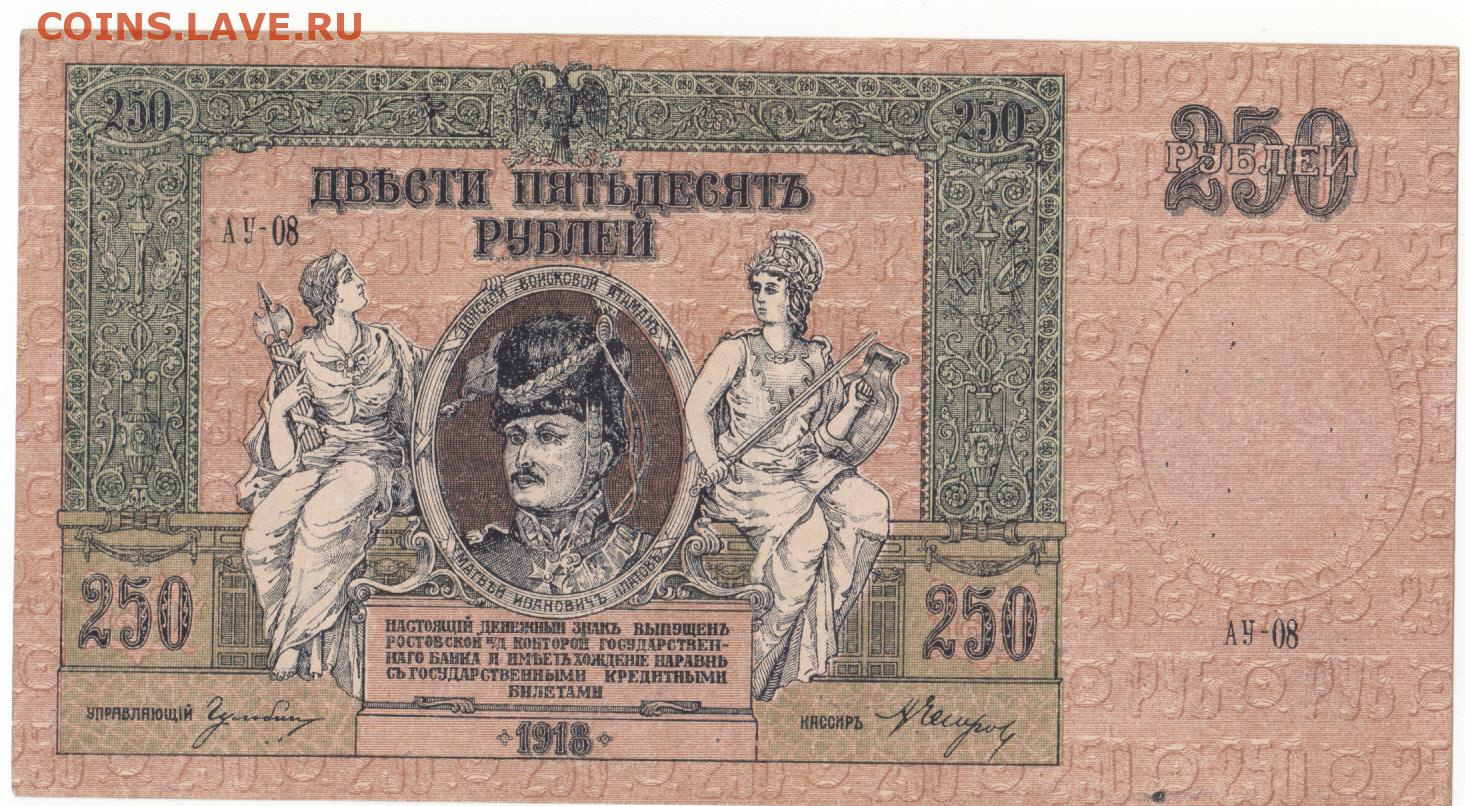 COINS.LAVE.RU
250
250
250 РУБЛЕЙ
ДВѢСТИ ПЯТЬДЕСЯТЪ
РУБЛЕЙ
АУ-08
ДОНСКОЙ ВОЙСКОВОЙ АТАМАНЪ
МАТВѢЙ ИВАНОВИЧЪ ПЛАТОВЪ
250
250
НАСТОЯЩІЙ ДЕНЕЖНЫЙ ЗНАКЪ ВЫПУЩЕНЪ
РОСТОВСКОЙ н/Д КОНТОРОЙ ГОСУДАРСТВЕН-
НАГО БАНКА И ИМѢЕТЪ ХОЖДЕНІЕ НАРАВНѢ
СЪ ГОСУДАРСТВЕННЫМИ КРЕДИТНЫМИ
БИЛЕТАМИ
АУ-08
УПРАВЛЯЮЩІЙ
КАССИРЪ
1918